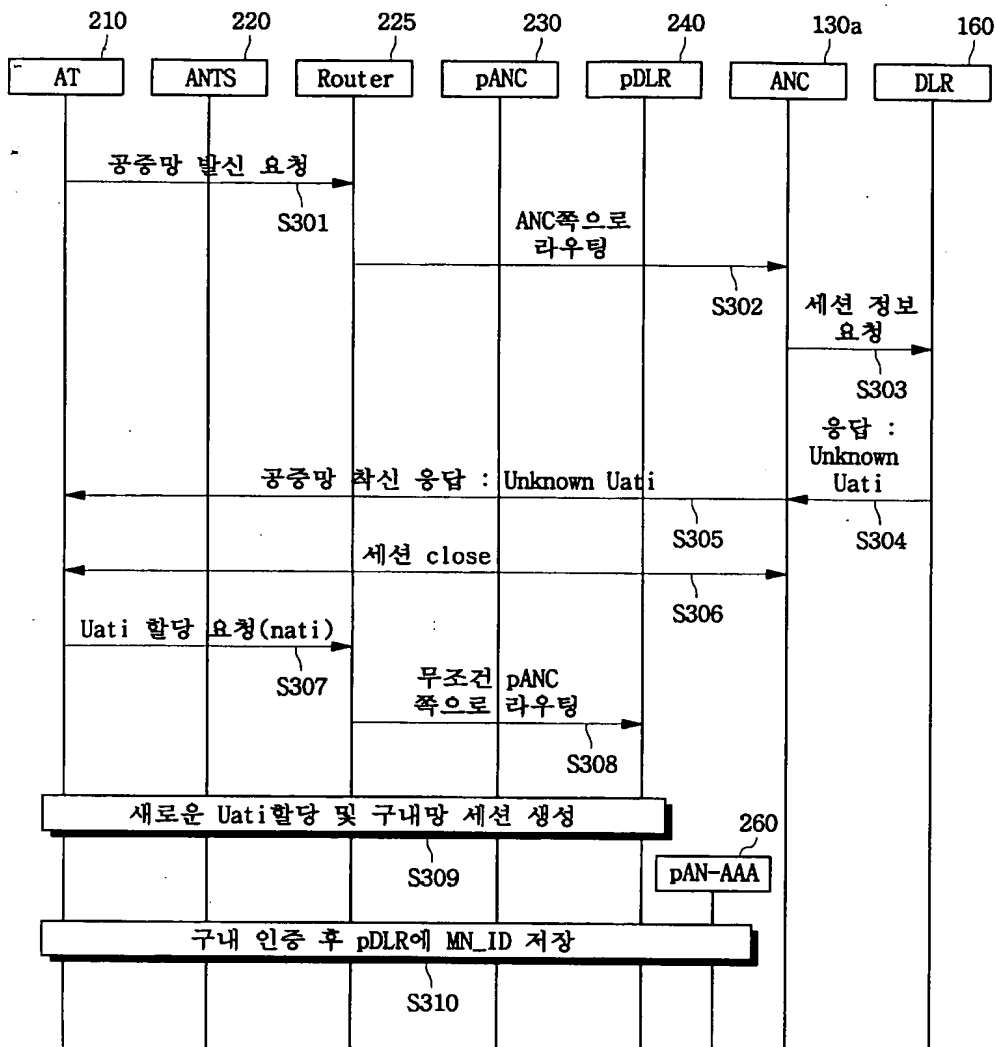 210
220
225
230
240
130a
160
AT
ANTS
Router
pANC
pDLR
ANC
DLR
공중망 발신 요청
S301
ANC쪽으로
라우팅
S302
세션 정보
요청
S303
응답 :
Unknown
Uati
S304
공중망 착신 응답 : Unknown Uati
S305
세션 close
S306
Uati 할당 요청(nati)
S307
무조건 pANC
쪽으로 라우팅
S308
새로운 Uati할당 및 구내망 세션 생성
S309
260
pAN-AAA
구내 인증 후 pDLR에 MN_ID 저장
S310